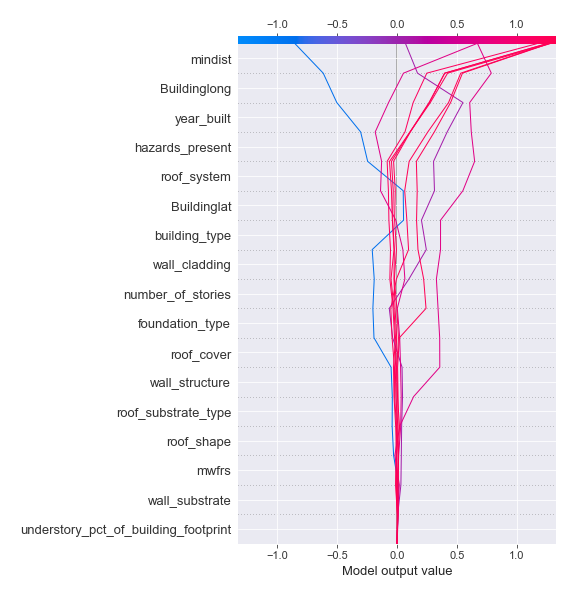 −1.0 −0.5 0.0 0.5 1.0
mindist
Buildinglong
year_built
hazards_present
roof_system
Buildinglat
building_type
wall_cladding
number_of_stories
foundation_type
roof_cover
wall_structure
roof_substrate_type
roof_shape
mwfrs
wall_substrate
understory_pct_of_building_footprint
−1.0 −0.5 0.0 0.5 1.0
Model output value